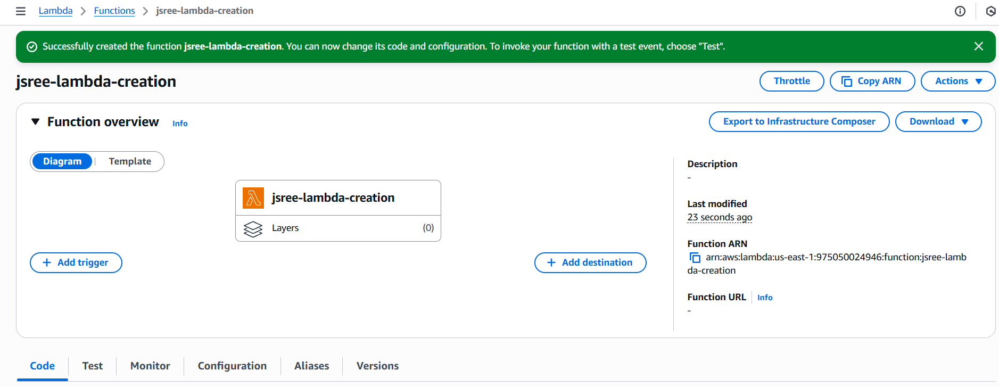 Lambda > Functions > jsree-lambda-creation
Successfully created the function jsree-lambda-creation. You can now change its code and configuration. To invoke your function with a test event, choose "Test".
jsree-lambda-creation
Throttle
Copy ARN
Actions
Function overview Info
Export to Infrastructure Composer
Download
Diagram | Template
jsree-lambda-creation
Layers (0)
+ Add trigger
+ Add destination
Description
-
Last modified
23 seconds ago
Function ARN
arn:aws:lambda:us-east-1:975050024946:function:jsree-lamb
da-creation
Function URL | Info
-
Code Test Monitor Configuration Aliases Versions